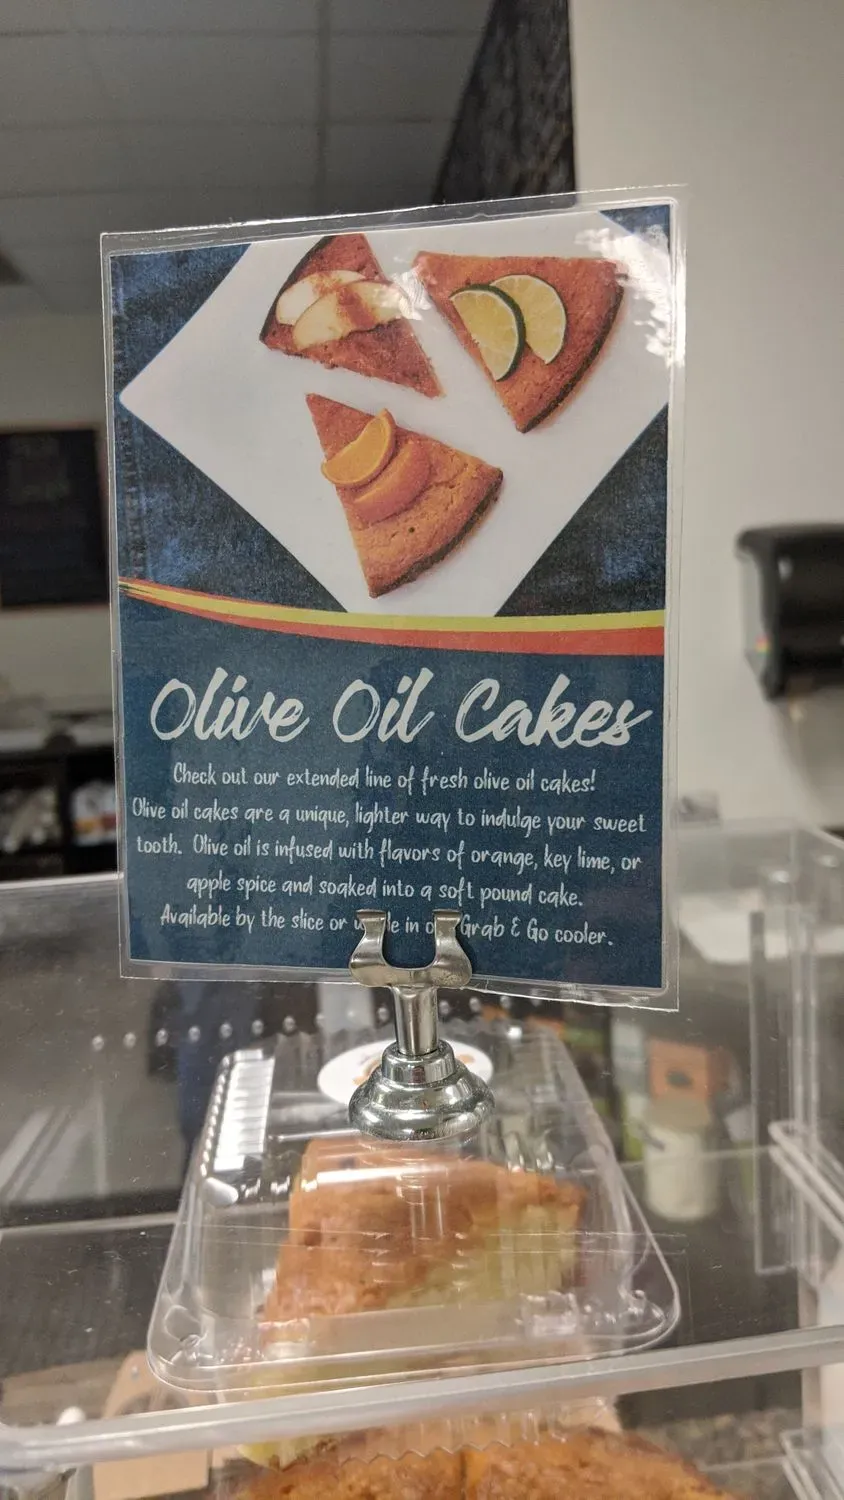 Olive Oil Cakes
Check out our extended line of fresh olive oil cakes!
Olive oil cakes are a unique, lighter way to indulge your sweet
tooth. Olive oil is infused with flavors of orange, key lime, or
apple spice and soaked into a soft pound cake.
Available by the slice or in Grab & Go cooler.